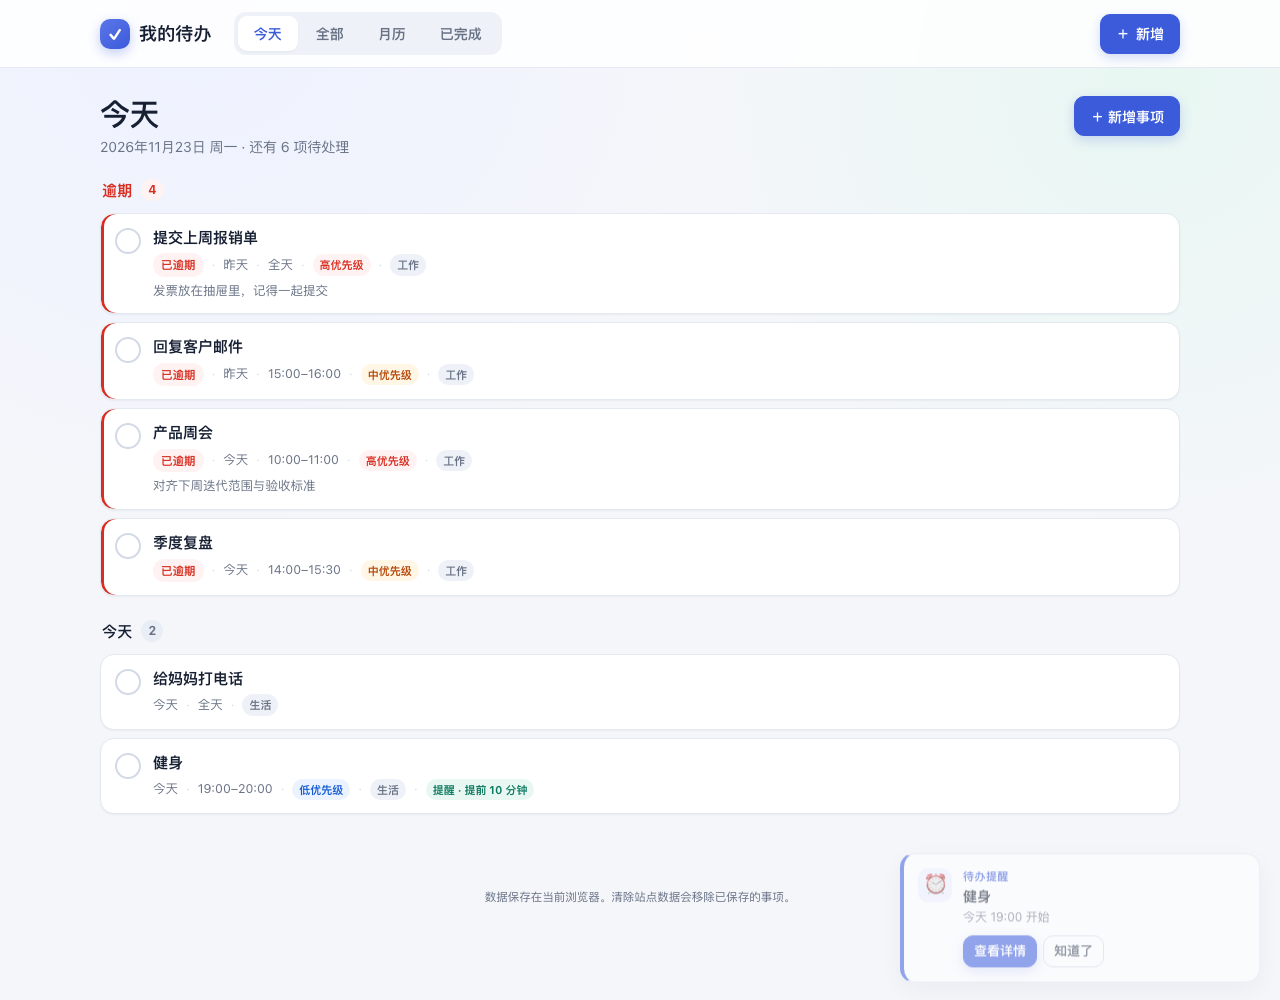 我的待办 今天 全部 月历 已完成 + 新增
今天 + 新增事项
2026年11月23日 周一 · 还有 6 项待处理
逾期 4
提交上周报销单
已逾期 · 昨天 · 全天 · 高优先级 · 工作
发票放在抽屉里，记得一起提交
回复客户邮件
已逾期 · 昨天 · 15:00–16:00 · 中优先级 · 工作
产品周会
已逾期 · 今天 · 10:00–11:00 · 高优先级 · 工作
对齐下周迭代范围与验收标准
季度复盘
已逾期 · 今天 · 14:00–15:30 · 中优先级 · 工作
今天 2
给妈妈打电话
今天 · 全天 · 生活
健身
今天 · 19:00–20:00 · 低优先级 · 生活 · 提醒 · 提前 10 分钟
数据保存在当前浏览器。清除站点数据会移除已保存的事项。
待办提醒
健身
今天 19:00 开始
查看详情 知道了